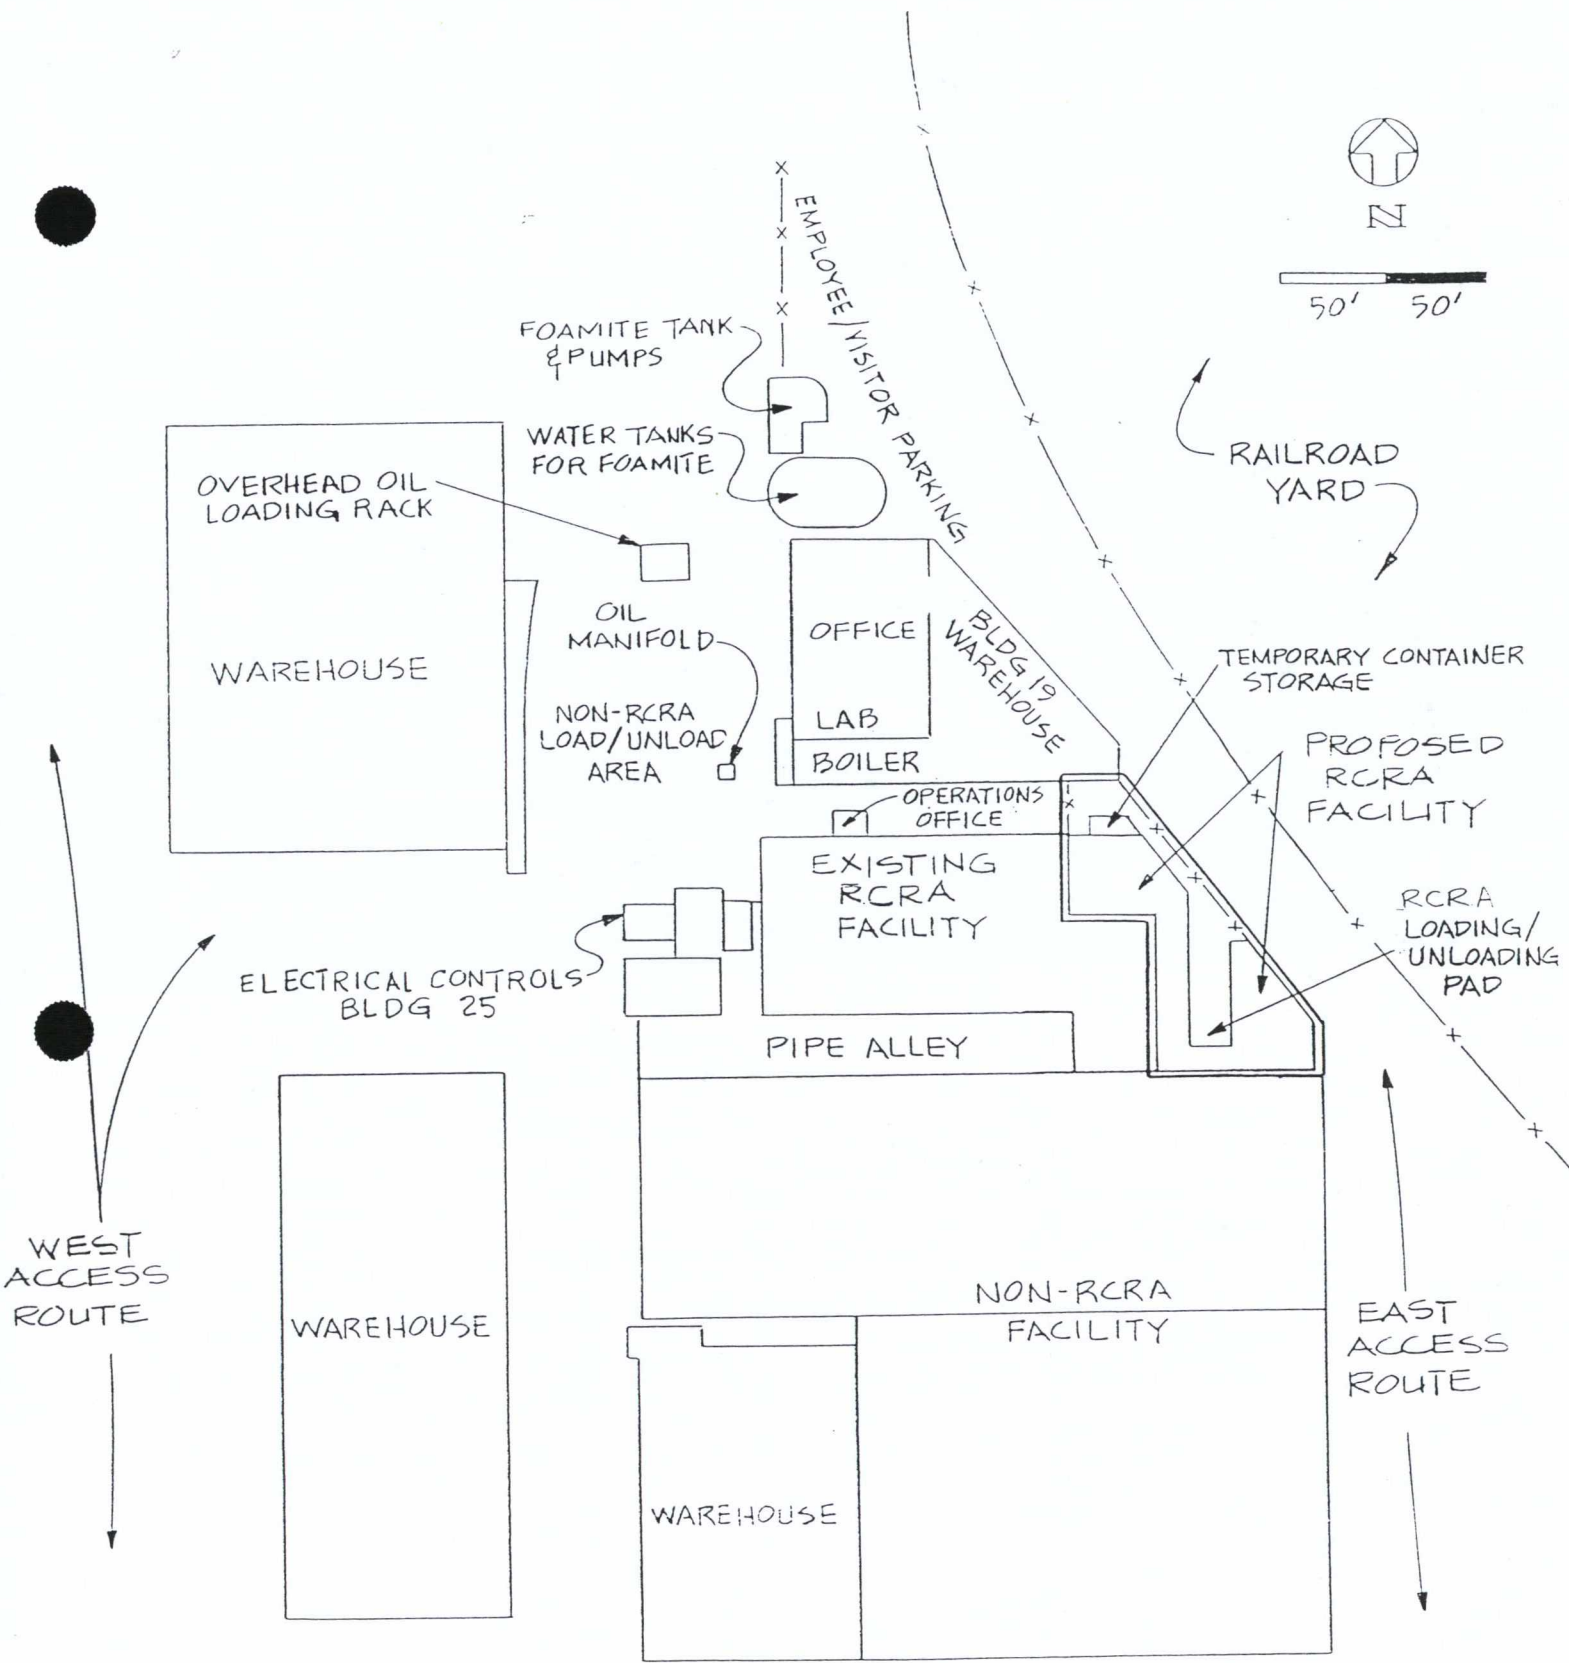 N
50' 50'
EMPLOYEE/VISITOR PARKING
FOAMITE TANK
& PUMPS
WATER TANKS
FOR FOAMITE
RAILROAD
YARD
OVERHEAD OIL
LOADING RACK
WAREHOUSE
OIL
MANIFOLD
OFFICE
BLDG 19
WAREHOUSE
TEMPORARY CONTAINER
STORAGE
NON-RCRA
LOAD/UNLOAD
AREA
LAB
BOILER
PROPOSED
RCRA
FACILITY
OPERATIONS
OFFICE
EXISTING
RCRA
FACILITY
RCRA
LOADING/
UNLOADING
PAD
ELECTRICAL CONTROLS
BLDG 25
PIPE ALLEY
WEST
ACCESS
ROUTE
WAREHOUSE
NON-RCRA
FACILITY
EAST
ACCESS
ROUTE
WAREHOUSE